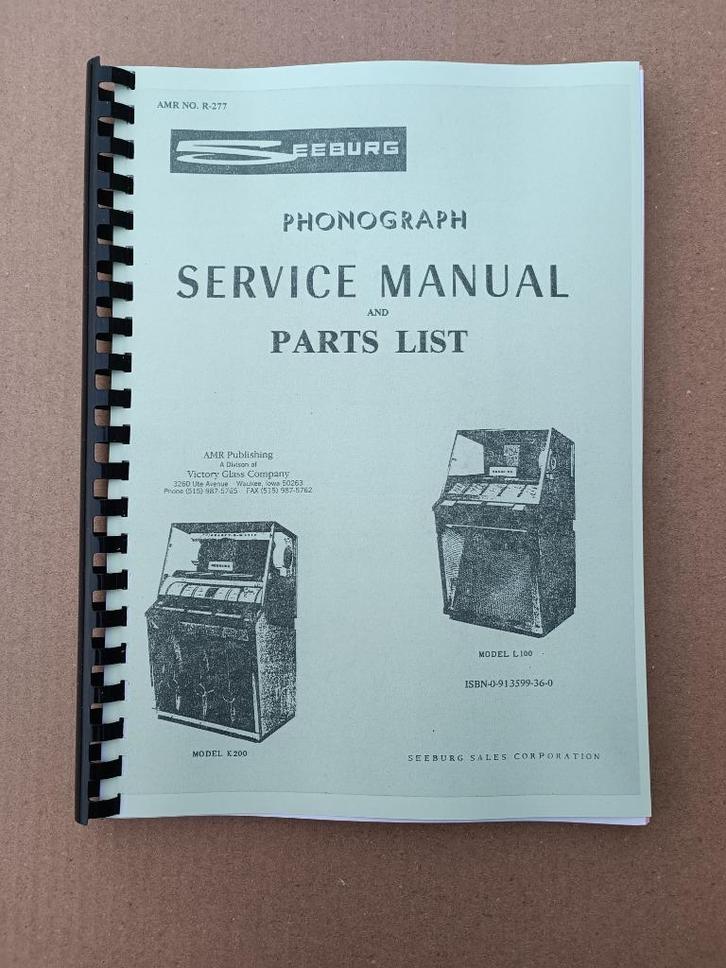 AMR NO. R-277
SEEBURG
PHONOGRAPH
SERVICE MANUAL
AND
PARTS LIST
AMR Publishing
A Division of
Victory Glass Company
3260 Ute Avenue Waukee, Iowa 50263
Phone (515) 987-5765 FAX (515) 987-5762
SEEBURG
MODEL L100
ISBN-0-913599-36-0
MODEL K200
SEEBURG SALES CORPORATION